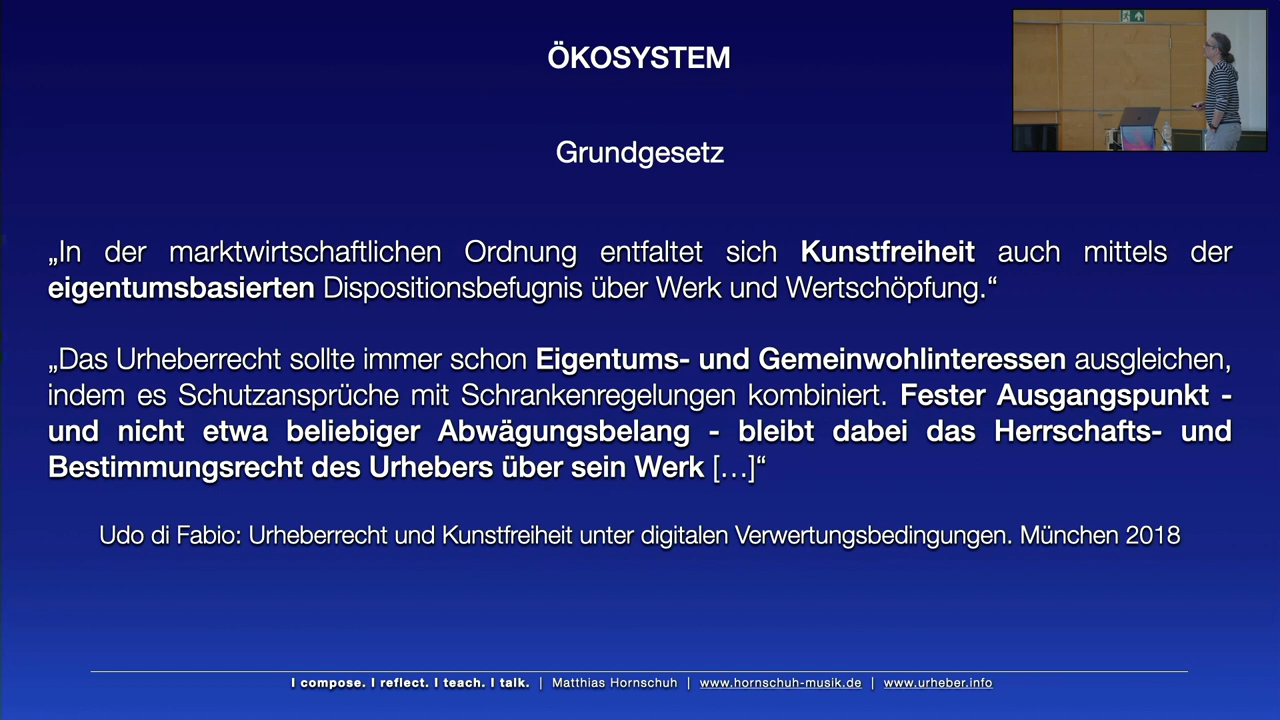 ÖKOSYSTEM
Grundgesetz
„In der marktwirtschaftlichen Ordnung entfaltet sich Kunstfreiheit auch mittels der
eigentumsbasierten Dispositionsbefugnis über Werk und Wertschöpfung.“
„Das Urheberrecht sollte immer schon Eigentums- und Gemeinwohlinteressen ausgleichen,
indem es Schutzansprüche mit Schrankenregelungen kombiniert. Fester Ausgangspunkt -
und nicht etwa beliebiger Abwägungsbelang - bleibt dabei das Herrschafts- und
Bestimmungsrecht des Urhebers über sein Werk […]“
Udo di Fabio: Urheberrecht und Kunstfreiheit unter digitalen Verwertungsbedingungen. München 2018
I compose. I reflect. I teach. I talk. | Matthias Hornschuh | www.hornschuh-musik.de | www.urheber.info